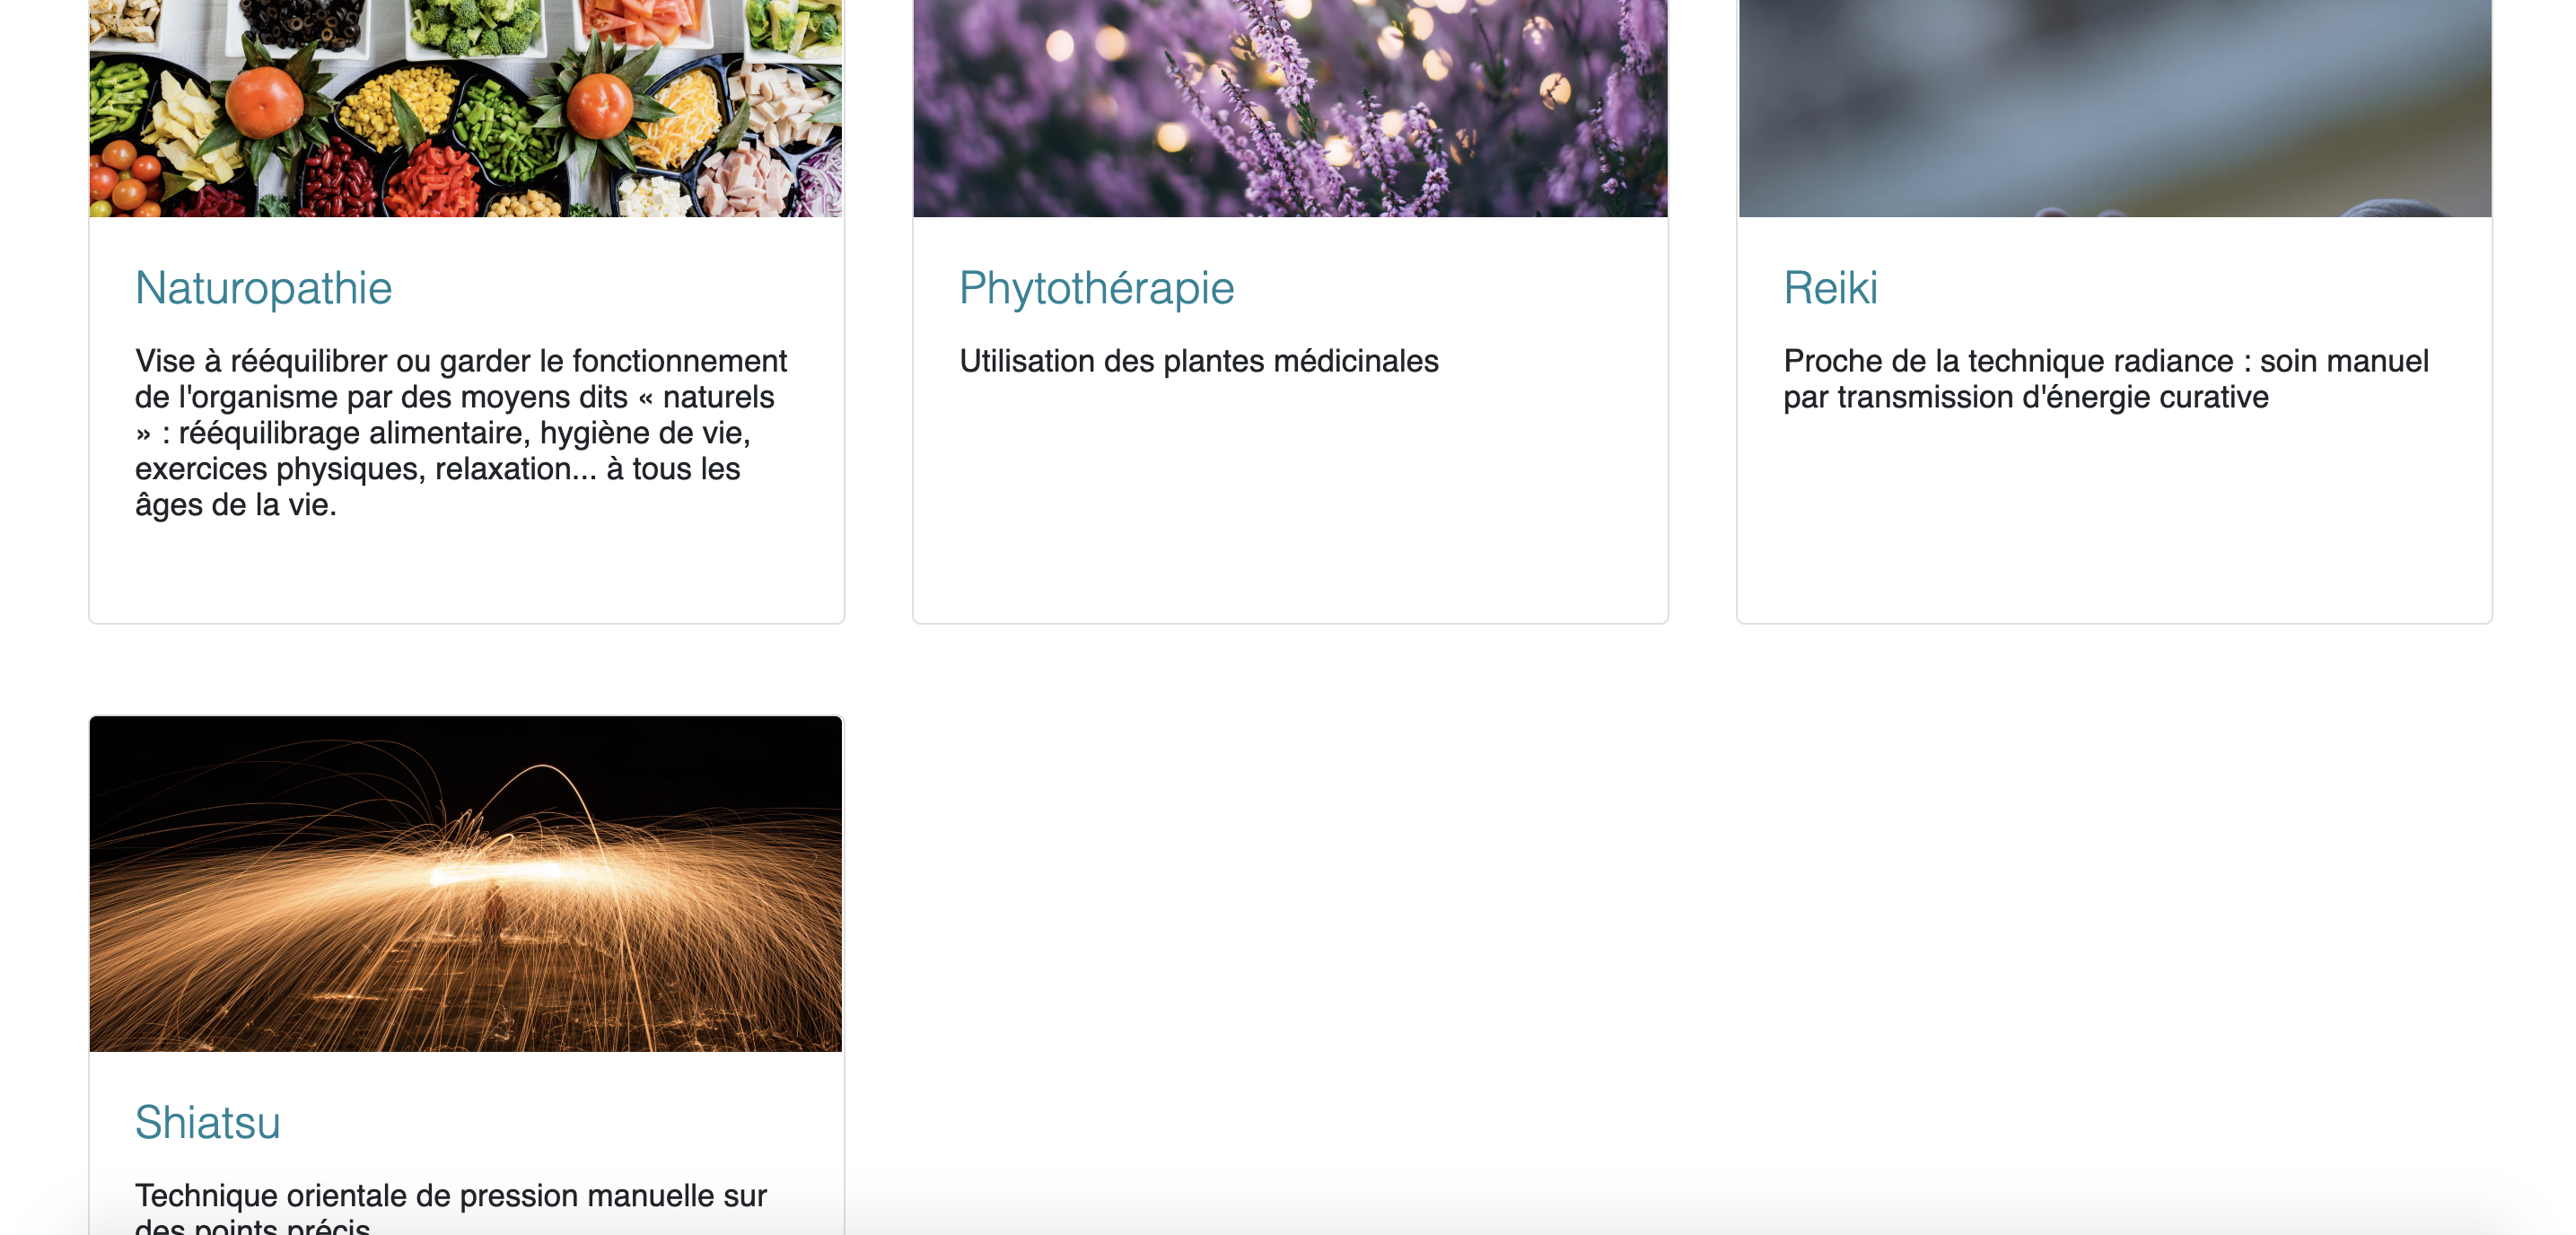 Naturopathie
Vise à rééquilibrer ou garder le fonctionnement
de l'organisme par des moyens dits « naturels
» : rééquilibrage alimentaire, hygiène de vie,
exercices physiques, relaxation... à tous les
âges de la vie.
Phytothérapie
Utilisation des plantes médicinales
Reiki
Proche de la technique radiance : soin manuel
par transmission d'énergie curative
Shiatsu
Technique orientale de pression manuelle sur
des points précis